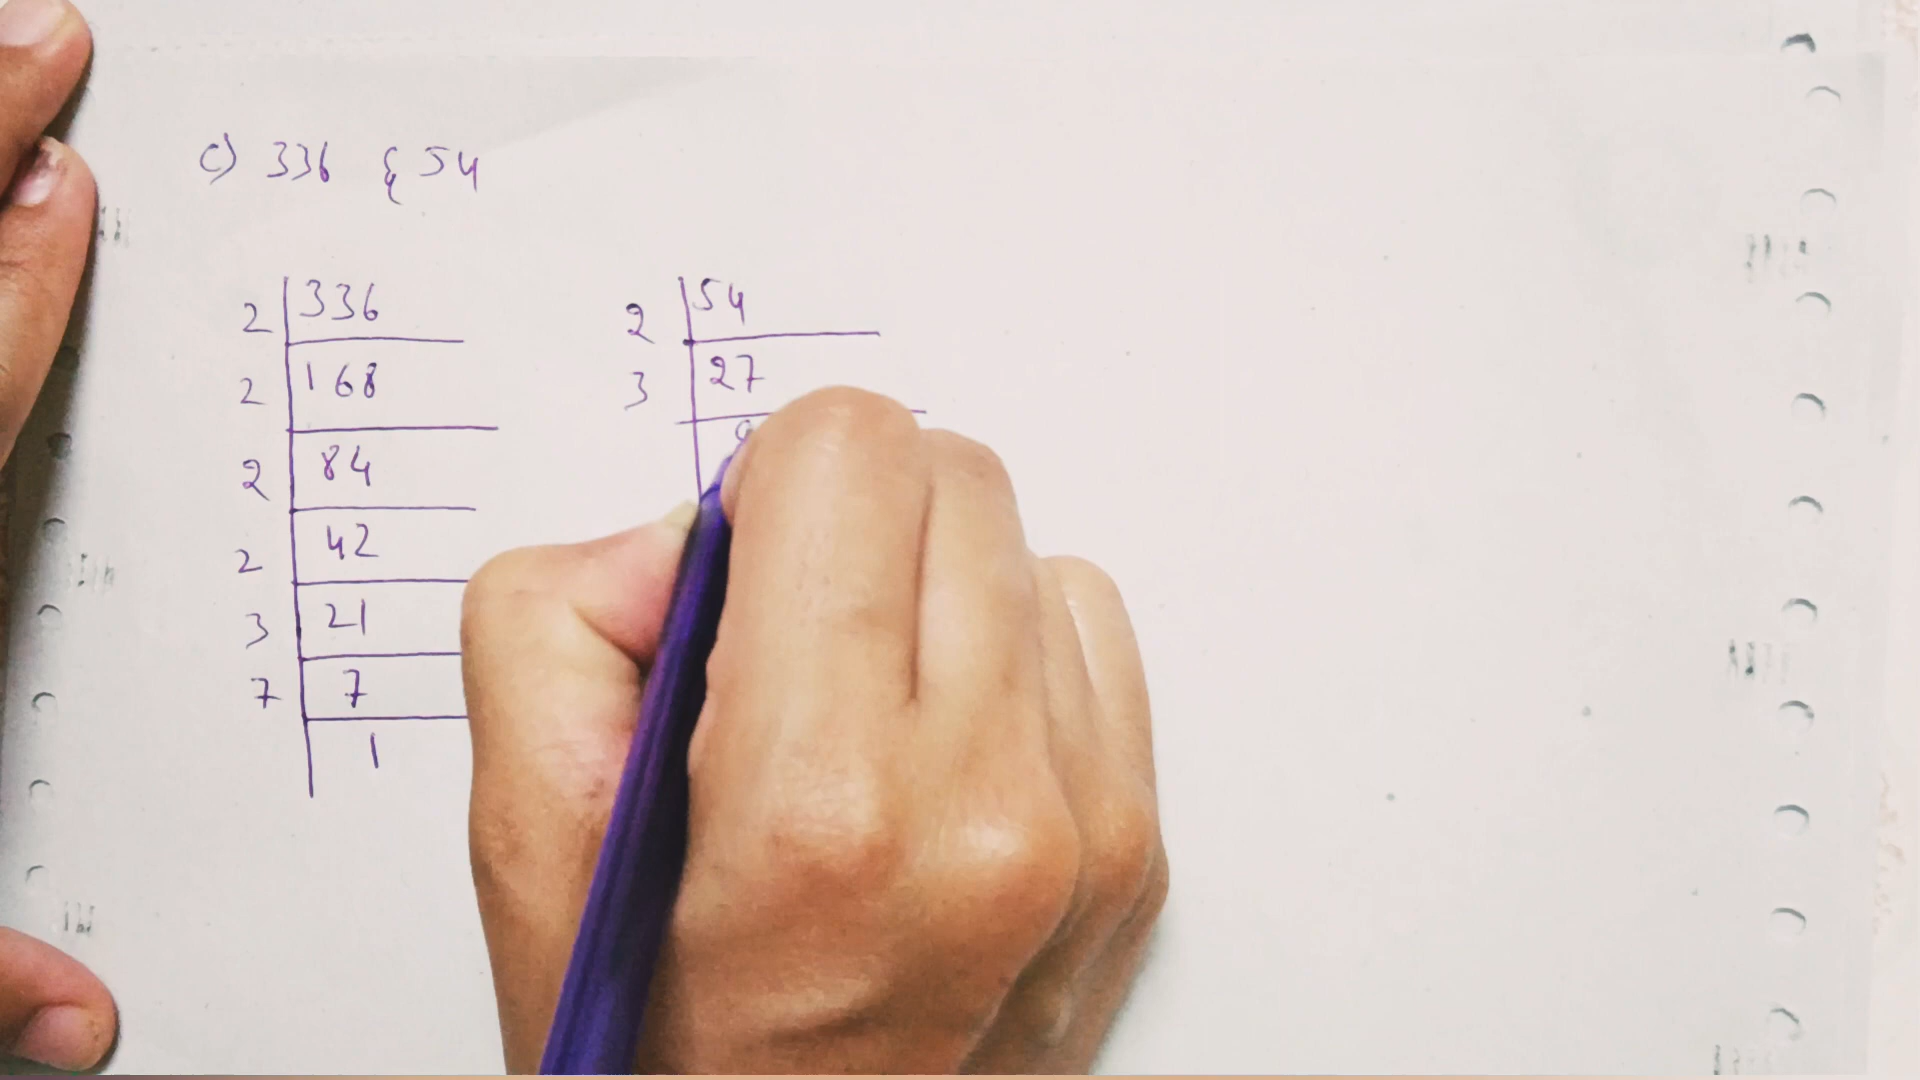 c) 336 & 54
2 | 336
2 | 168
2 | 84
2 | 42
3 | 21
7 | 7
1
2 | 54
3 | 27
9